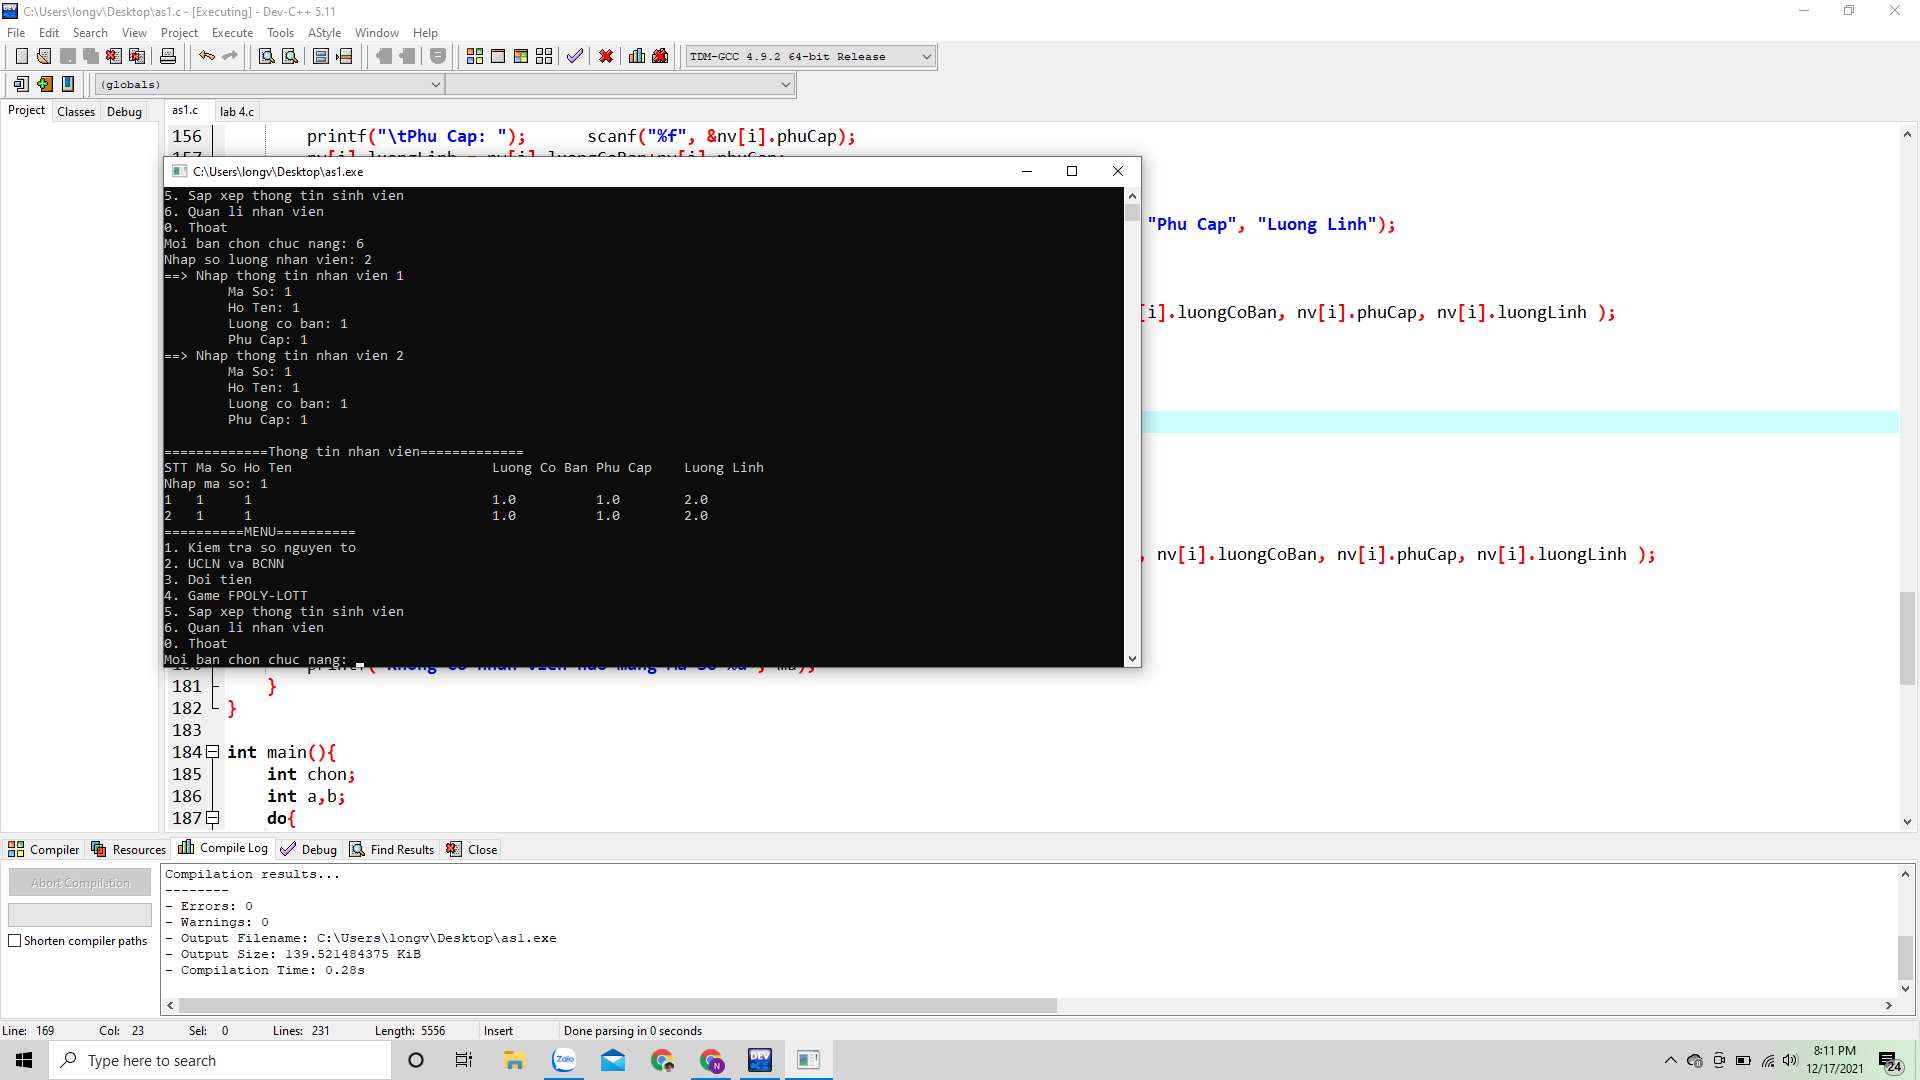 C:\Users\longv\Desktop\as1.c - [Executing] - Dev-C++ 5.11
File Edit Search View Project Execute Tools AStyle Window Help
TDM-GCC 4.9.2 64-bit Release
(globals)
Project Classes Debug as1.c lab 4.c
156 printf("\tPhu Cap: "); scanf("%f", &nv[i].phuCap);
C:\Users\longv\Desktop\as1.exe
5. Sap xep thong tin sinh vien
6. Quan li nhan vien
0. Thoat
Moi ban chon chuc nang: 6
Nhap so luong nhan vien: 2
==> Nhap thong tin nhan vien 1
Ma So: 1
Ho Ten: 1
Luong co ban: 1
Phu Cap: 1
==> Nhap thong tin nhan vien 2
Ma So: 1
Ho Ten: 1
Luong co ban: 1
Phu Cap: 1
=============Thong tin nhan vien=============
STT Ma So Ho Ten Luong Co Ban Phu Cap Luong Linh
Nhap ma so: 1
1 1 1 1.0 1.0 2.0
2 1 1 1.0 1.0 2.0
==========MENU==========
1. Kiem tra so nguyen to
2. UCLN va BCNN
3. Doi tien
4. Game FPOLY-LOTT
5. Sap xep thong tin sinh vien
6. Quan li nhan vien
0. Thoat
Moi ban chon chuc nang:
"Phu Cap", "Luong Linh");
[i].luongCoBan, nv[i].phuCap, nv[i].luongLinh );
, nv[i].luongCoBan, nv[i].phuCap, nv[i].luongLinh );
181 }
182 }
183
184 int main(){
185 int chon;
186 int a,b;
187 do{
Compiler Resources Compile Log Debug Find Results Close
Abort Compilation
Shorten compiler paths
Compilation results...
--------
- Errors: 0
- Warnings: 0
- Output Filename: C:\Users\longv\Desktop\as1.exe
- Output Size: 139.521484375 KiB
- Compilation Time: 0.28s
Line: 169 Col: 23 Sel: 0 Lines: 231 Length: 5556 Insert Done parsing in 0 seconds
Type here to search
Zalo
DEV
N
8:11 PM
12/17/2021
24